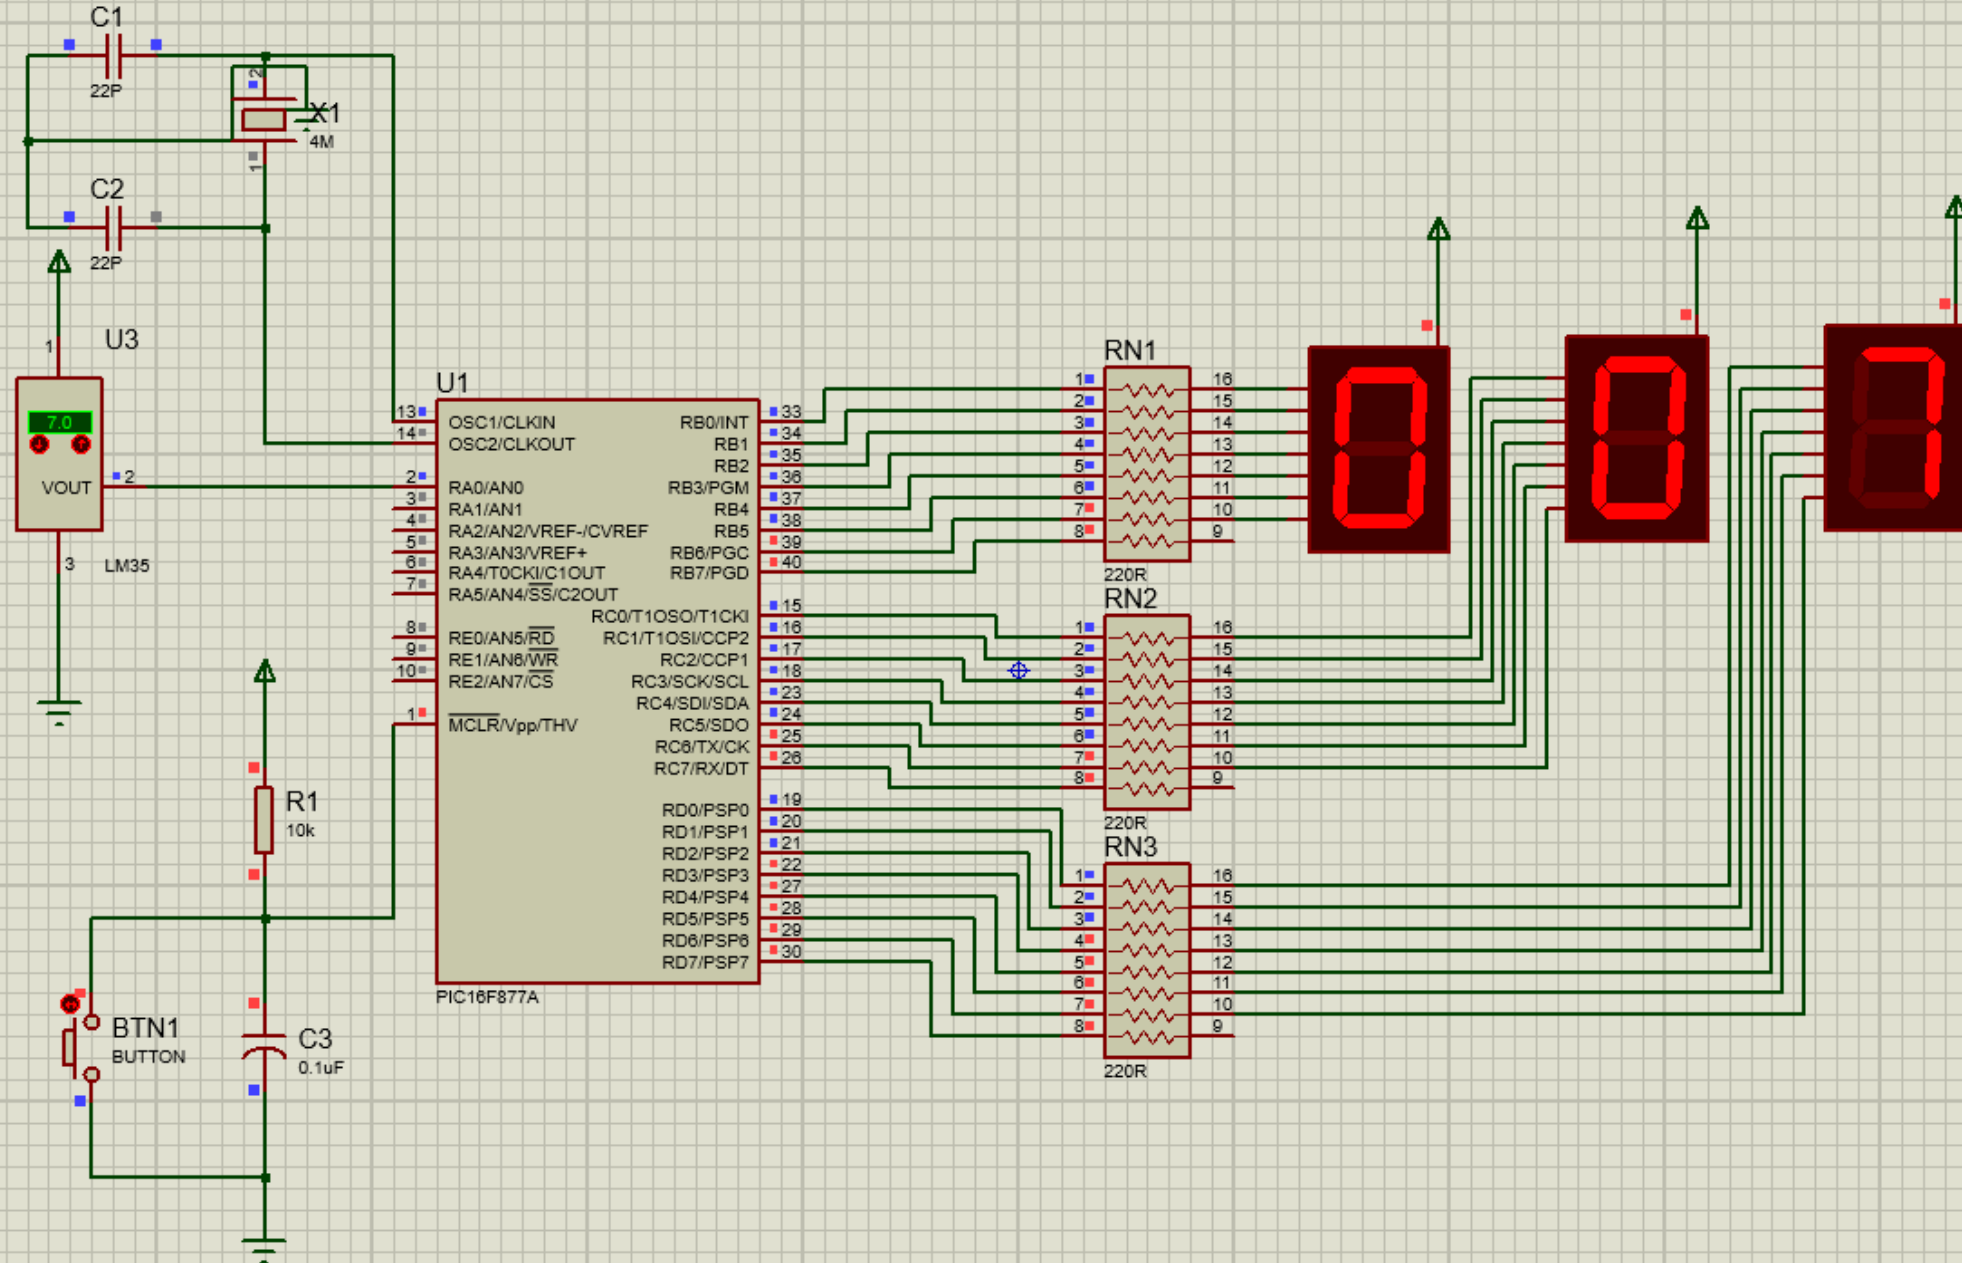 C1
22P
2
X1
4M
1
C2
22P
U3
1
7.0
VOUT
2
3
LM35
U1
13
OSC1/CLKIN
14
OSC2/CLKOUT
2
RA0/AN0
3
RA1/AN1
4
RA2/AN2/VREF-/CVREF
5
RA3/AN3/VREF+
6
RA4/T0CKI/C1OUT
7
RA5/AN4/SS/C2OUT
8
RE0/AN5/RD
9
RE1/AN6/WR
10
RE2/AN7/CS
1
MCLR/Vpp/THV
RB0/INT
33
RB1
34
RB2
35
RB3/PGM
36
RB4
37
RB5
38
RB6/PGC
39
RB7/PGD
40
RC0/T1OSO/T1CKI
15
RC1/T1OSI/CCP2
16
RC2/CCP1
17
RC3/SCK/SCL
18
RC4/SDI/SDA
23
RC5/SDO
24
RC6/TX/CK
25
RC7/RX/DT
26
RD0/PSP0
19
RD1/PSP1
20
RD2/PSP2
21
RD3/PSP3
22
RD4/PSP4
27
RD5/PSP5
28
RD6/PSP6
29
RD7/PSP7
30
PIC16F877A
R1
10k
BTN1
BUTTON
C3
0.1uF
RN1
1 16
2 15
3 14
4 13
5 12
6 11
7 10
8 9
220R
RN2
1 16
2 15
3 14
4 13
5 12
6 11
7 10
8 9
220R
RN3
1 16
2 15
3 14
4 13
5 12
6 11
7 10
8 9
220R
0
0
7